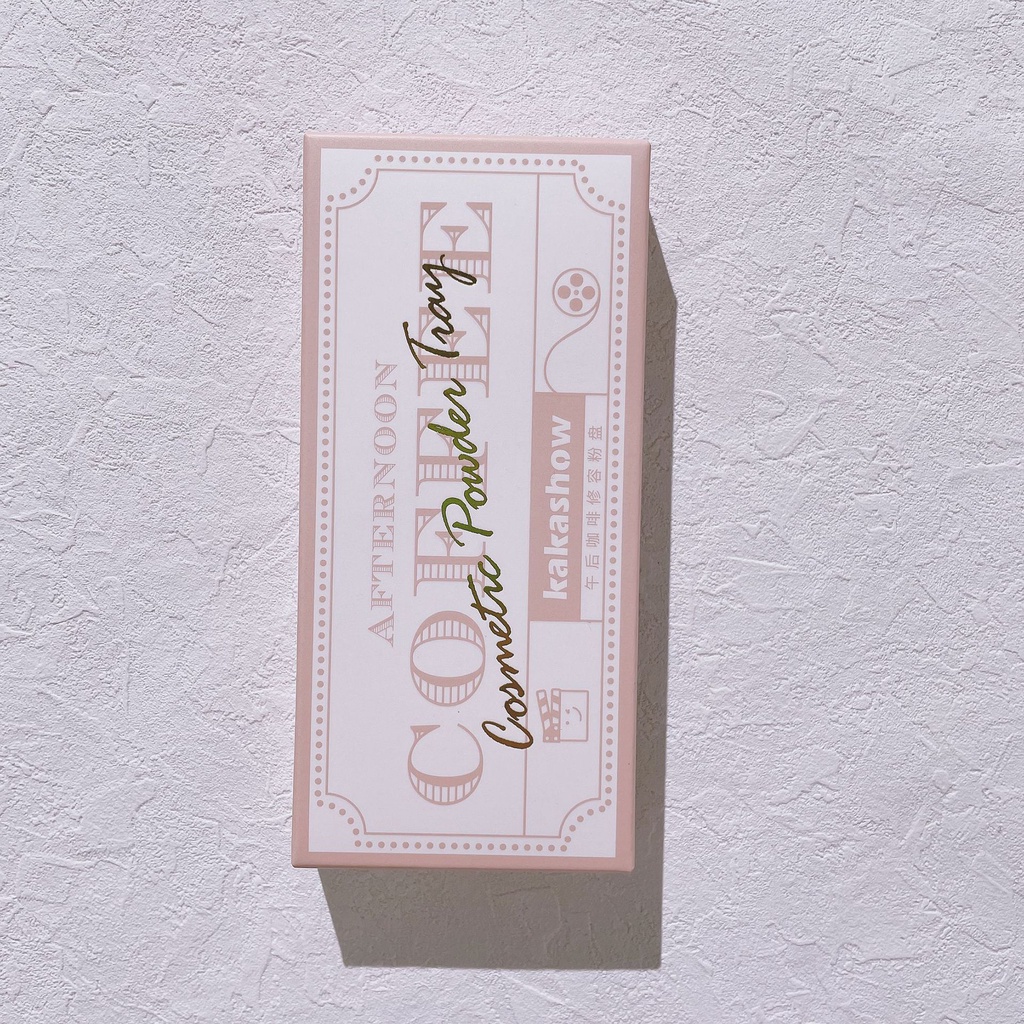 AFTERNOON
COFFEE
Cosmetic Powder Tray
kakashow
午后咖啡修容粉盘